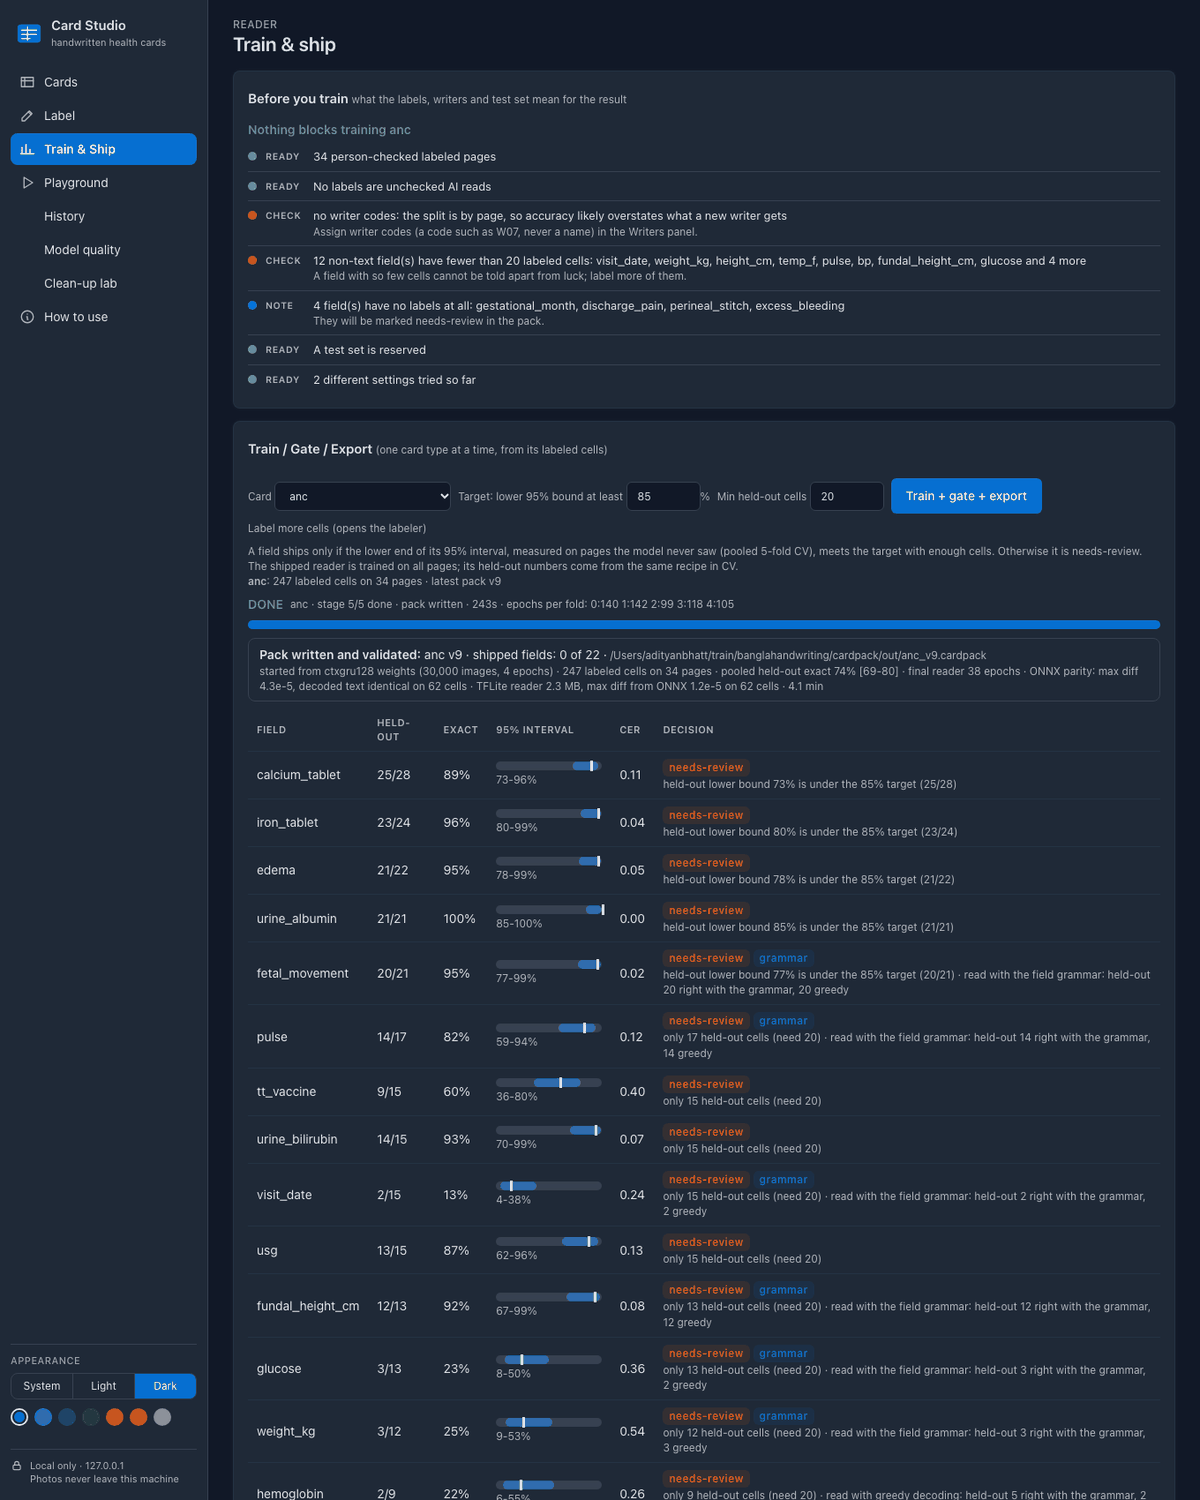 Card Studio
handwritten health cards
Cards
Label
Train & Ship
Playground
History
Model quality
Clean-up lab
How to use
APPEARANCE
System Light Dark
Local only · 127.0.0.1
Photos never leave this machine
READER
Train & ship
Before you train what the labels, writers and test set mean for the result
Nothing blocks training anc
READY 34 person-checked labeled pages
READY No labels are unchecked AI reads
CHECK no writer codes: the split is by page, so accuracy likely overstates what a new writer gets
Assign writer codes (a code such as W07, never a name) in the Writers panel.
CHECK 12 non-text field(s) have fewer than 20 labeled cells: visit_date, weight_kg, height_cm, temp_f, pulse, bp, fundal_height_cm, glucose and 4 more
A field with so few cells cannot be told apart from luck; label more of them.
NOTE 4 field(s) have no labels at all: gestational_month, discharge_pain, perineal_stitch, excess_bleeding
They will be marked needs-review in the pack.
READY A test set is reserved
READY 2 different settings tried so far
Train / Gate / Export (one card type at a time, from its labeled cells)
Card anc Target: lower 95% bound at least 85 % Min held-out cells 20 Train + gate + export
Label more cells (opens the labeler)
A field ships only if the lower end of its 95% interval, measured on pages the model never saw (pooled 5-fold CV), meets the target with enough cells. Otherwise it is needs-review.
The shipped reader is trained on all pages; its held-out numbers come from the same recipe in CV.
anc: 247 labeled cells on 34 pages · latest pack v9
DONE anc · stage 5/5 done · pack written · 243s · epochs per fold: 0:140 1:142 2:99 3:118 4:105
Pack written and validated: anc v9 · shipped fields: 0 of 22 · /Users/adityanbhatt/train/banglahandwriting/cardpack/out/anc_v9.cardpack
started from ctxgru128 weights (30,000 images, 4 epochs) · 247 labeled cells on 34 pages · pooled held-out exact 74% [69-80] · final reader 38 epochs · ONNX parity: max diff
4.3e-5, decoded text identical on 62 cells · TFLite reader 2.3 MB, max diff from ONNX 1.2e-5 on 62 cells · 4.1 min
FIELD HELD-OUT EXACT 95% INTERVAL CER DECISION
calcium_tablet 25/28 89% 73-96% 0.11 needs-review
held-out lower bound 73% is under the 85% target (25/28)
iron_tablet 23/24 96% 80-99% 0.04 needs-review
held-out lower bound 80% is under the 85% target (23/24)
edema 21/22 95% 78-99% 0.05 needs-review
held-out lower bound 78% is under the 85% target (21/22)
urine_albumin 21/21 100% 85-100% 0.00 needs-review
held-out lower bound 85% is under the 85% target (21/21)
fetal_movement 20/21 95% 77-99% 0.02 needs-review grammar
held-out lower bound 77% is under the 85% target (20/21) · read with the field grammar: held-out
20 right with the grammar, 20 greedy
pulse 14/17 82% 59-94% 0.12 needs-review grammar
only 17 held-out cells (need 20) · read with the field grammar: held-out 14 right with the grammar,
14 greedy
tt_vaccine 9/15 60% 36-80% 0.40 needs-review
only 15 held-out cells (need 20)
urine_bilirubin 14/15 93% 70-99% 0.07 needs-review
only 15 held-out cells (need 20)
visit_date 2/15 13% 4-38% 0.24 needs-review grammar
only 15 held-out cells (need 20) · read with the field grammar: held-out 2 right with the grammar,
2 greedy
usg 13/15 87% 62-96% 0.13 needs-review
only 15 held-out cells (need 20)
fundal_height_cm 12/13 92% 67-99% 0.08 needs-review grammar
only 13 held-out cells (need 20) · read with the field grammar: held-out 12 right with the grammar,
12 greedy
glucose 3/13 23% 8-50% 0.36 needs-review grammar
only 13 held-out cells (need 20) · read with the field grammar: held-out 3 right with the grammar,
2 greedy
weight_kg 3/12 25% 9-53% 0.54 needs-review grammar
only 12 held-out cells (need 20) · read with the field grammar: held-out 3 right with the grammar,
3 greedy
hemoglobin 2/9 22% 6-55% 0.26 needs-review
only 9 held-out cells (need 20) · read with greedy decoding: held-out 5 right with the grammar, 2